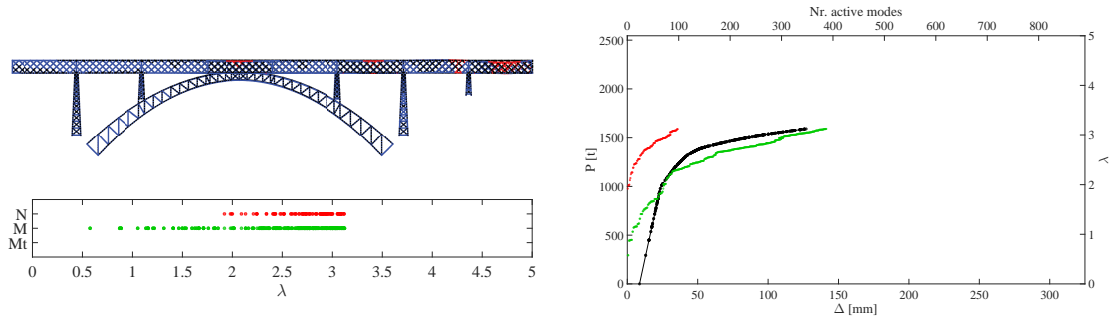 N
M
Mt
0 0.5 1 1.5 2 2.5 3 3.5 4 4.5 5
λ
Nr. active modes
0 100 200 300 400 500 600 700 800
2500
2000
1500
1000
500
0
P [t]
0 50 100 150 200 250 300
Δ [mm]
5
4
3
2
1
0
λ